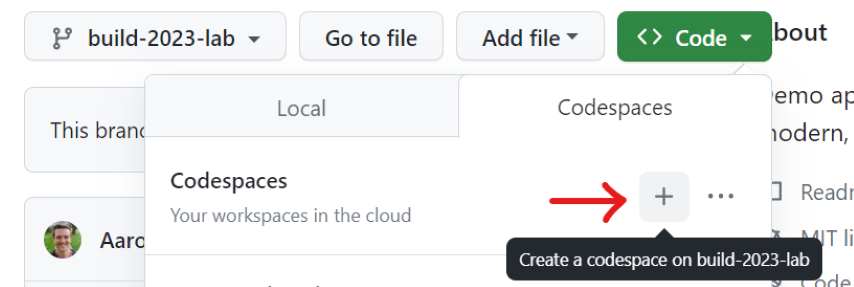 build-2023-lab
Go to file
Add file
<> Code
bout
Local
Codespaces
emo ap
This branc
nodern,
Codespaces
Your workspaces in the cloud
+
...
Readm
Aaro
MIT li
Create a codespace on build-2023-lab
Code